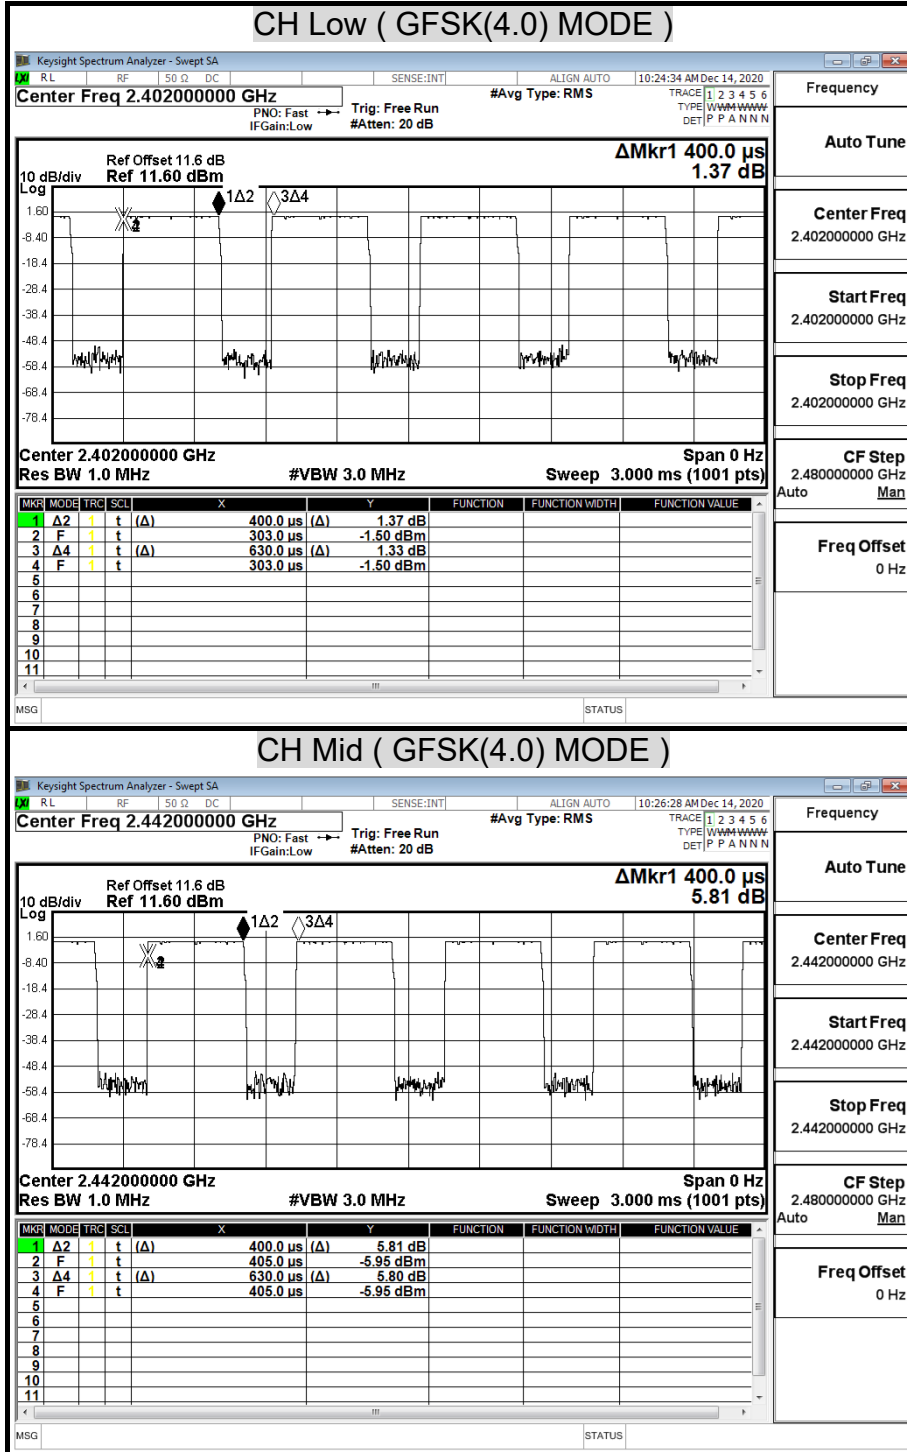 CH Low ( GFSK(4.0) MODE )
Keysight Spectrum Analyzer - Swept SA
LXI RL RF 50 Ω DC SENSE:INT ALIGN AUTO 10:24:34 AM Dec 14, 2020
Center Freq 2.402000000 GHz #Avg Type: RMS TRACE 1 2 3 4 5 6
PNO: Fast Trig: Free Run TYPE WWMWWWW
IFGain:Low #Atten: 20 dB DET P P A N N N
Frequency
Auto Tune
Center Freq
2.402000000 GHz
Start Freq
2.402000000 GHz
Stop Freq
2.402000000 GHz
CF Step
2.480000000 GHz
Auto Man
Freq Offset
0 Hz
ΔMkr1 400.0 µs
1.37 dB
Ref Offset 11.6 dB
10 dB/div Ref 11.60 dBm
Log
1Δ2 3Δ4
1.60
-8.40
-18.4
-28.4
-38.4
-48.4
-58.4
-68.4
-78.4
Center 2.402000000 GHz Span 0 Hz
Res BW 1.0 MHz #VBW 3.0 MHz Sweep 3.000 ms (1001 pts)
MKR MODE TRC SCL X Y FUNCTION FUNCTION WIDTH FUNCTION VALUE
1 Δ2 1 t (Δ) 400.0 µs (Δ) 1.37 dB
2 F 1 t 303.0 µs -1.50 dBm
3 Δ4 1 t (Δ) 630.0 µs (Δ) 1.33 dB
4 F 1 t 303.0 µs -1.50 dBm
5
6
7
8
9
10
11
MSG STATUS
CH Mid ( GFSK(4.0) MODE )
Keysight Spectrum Analyzer - Swept SA
LXI RL RF 50 Ω DC SENSE:INT ALIGN AUTO 10:26:28 AM Dec 14, 2020
Center Freq 2.442000000 GHz #Avg Type: RMS TRACE 1 2 3 4 5 6
PNO: Fast Trig: Free Run TYPE WWMWWWW
IFGain:Low #Atten: 20 dB DET P P A N N N
Frequency
Auto Tune
Center Freq
2.442000000 GHz
Start Freq
2.442000000 GHz
Stop Freq
2.442000000 GHz
CF Step
2.480000000 GHz
Auto Man
Freq Offset
0 Hz
ΔMkr1 400.0 µs
5.81 dB
Ref Offset 11.6 dB
10 dB/div Ref 11.60 dBm
Log
1Δ2 3Δ4
1.60
-8.40
-18.4
-28.4
-38.4
-48.4
-58.4
-68.4
-78.4
Center 2.442000000 GHz Span 0 Hz
Res BW 1.0 MHz #VBW 3.0 MHz Sweep 3.000 ms (1001 pts)
MKR MODE TRC SCL X Y FUNCTION FUNCTION WIDTH FUNCTION VALUE
1 Δ2 1 t (Δ) 400.0 µs (Δ) 5.81 dB
2 F 1 t 405.0 µs -5.95 dBm
3 Δ4 1 t (Δ) 630.0 µs (Δ) 5.80 dB
4 F 1 t 405.0 µs -5.95 dBm
5
6
7
8
9
10
11
MSG STATUS